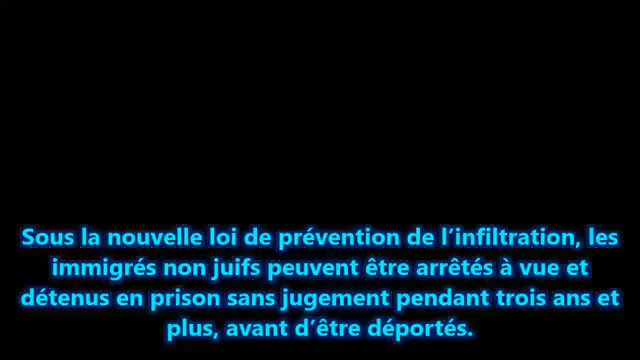 Sous la nouvelle loi de prévention de l’infiltration, les
immigrés non juifs peuvent être arrêtés à vue et
détenus en prison sans jugement pendant trois ans et
plus, avant d’être déportés.